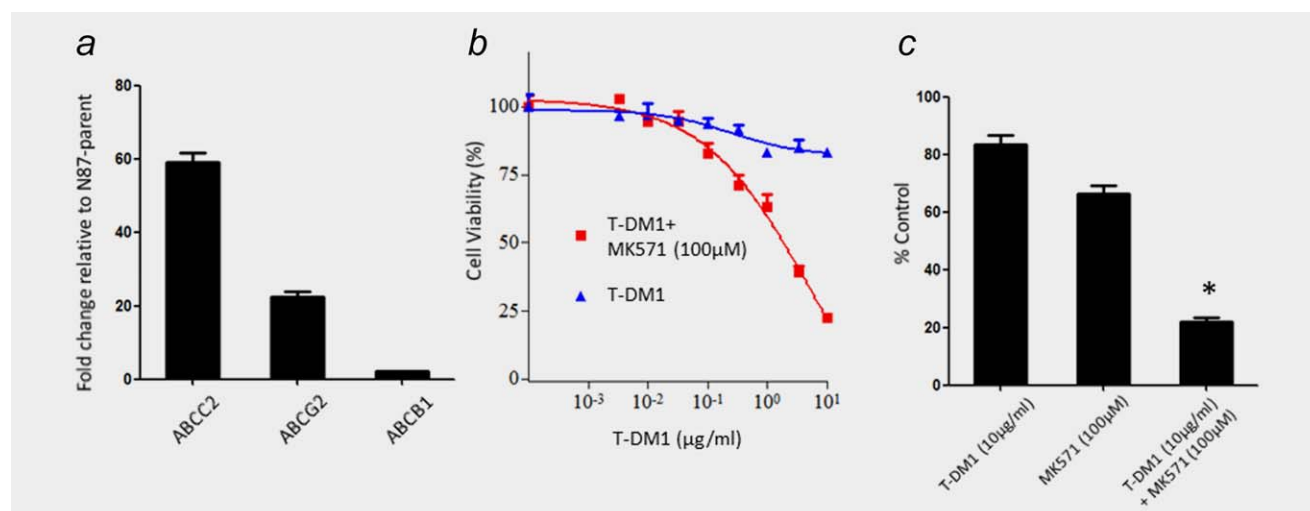 a
Fold change relative to N87-parent
80
60
40
20
0
ABCC2
ABCG2
ABCB1
b
Cell Viability (%)
100
75
50
25
0
T-DM1+
MK571 (100µM)
T-DM1
10⁻³ 10⁻² 10⁻¹ 10⁰ 10¹
T-DM1 (µg/ml)
c
% Control
100
80
60
40
20
0
*
T-DM1 (10µg/ml)
MK571 (100µM)
T-DM1 (10µg/ml)
+ MK571 (100µM)